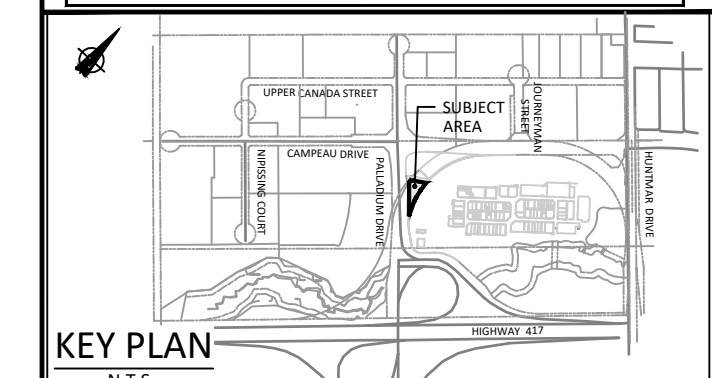 UPPER CANADA STREET
SUBJECT
AREA
JOURNEYMAN
STREET
CAMPEAU DRIVE
NIPISSING COURT
PALLADIUM DRIVE
HUNTMAR DRIVE
HIGHWAY 417
KEY PLAN
N.T.S.